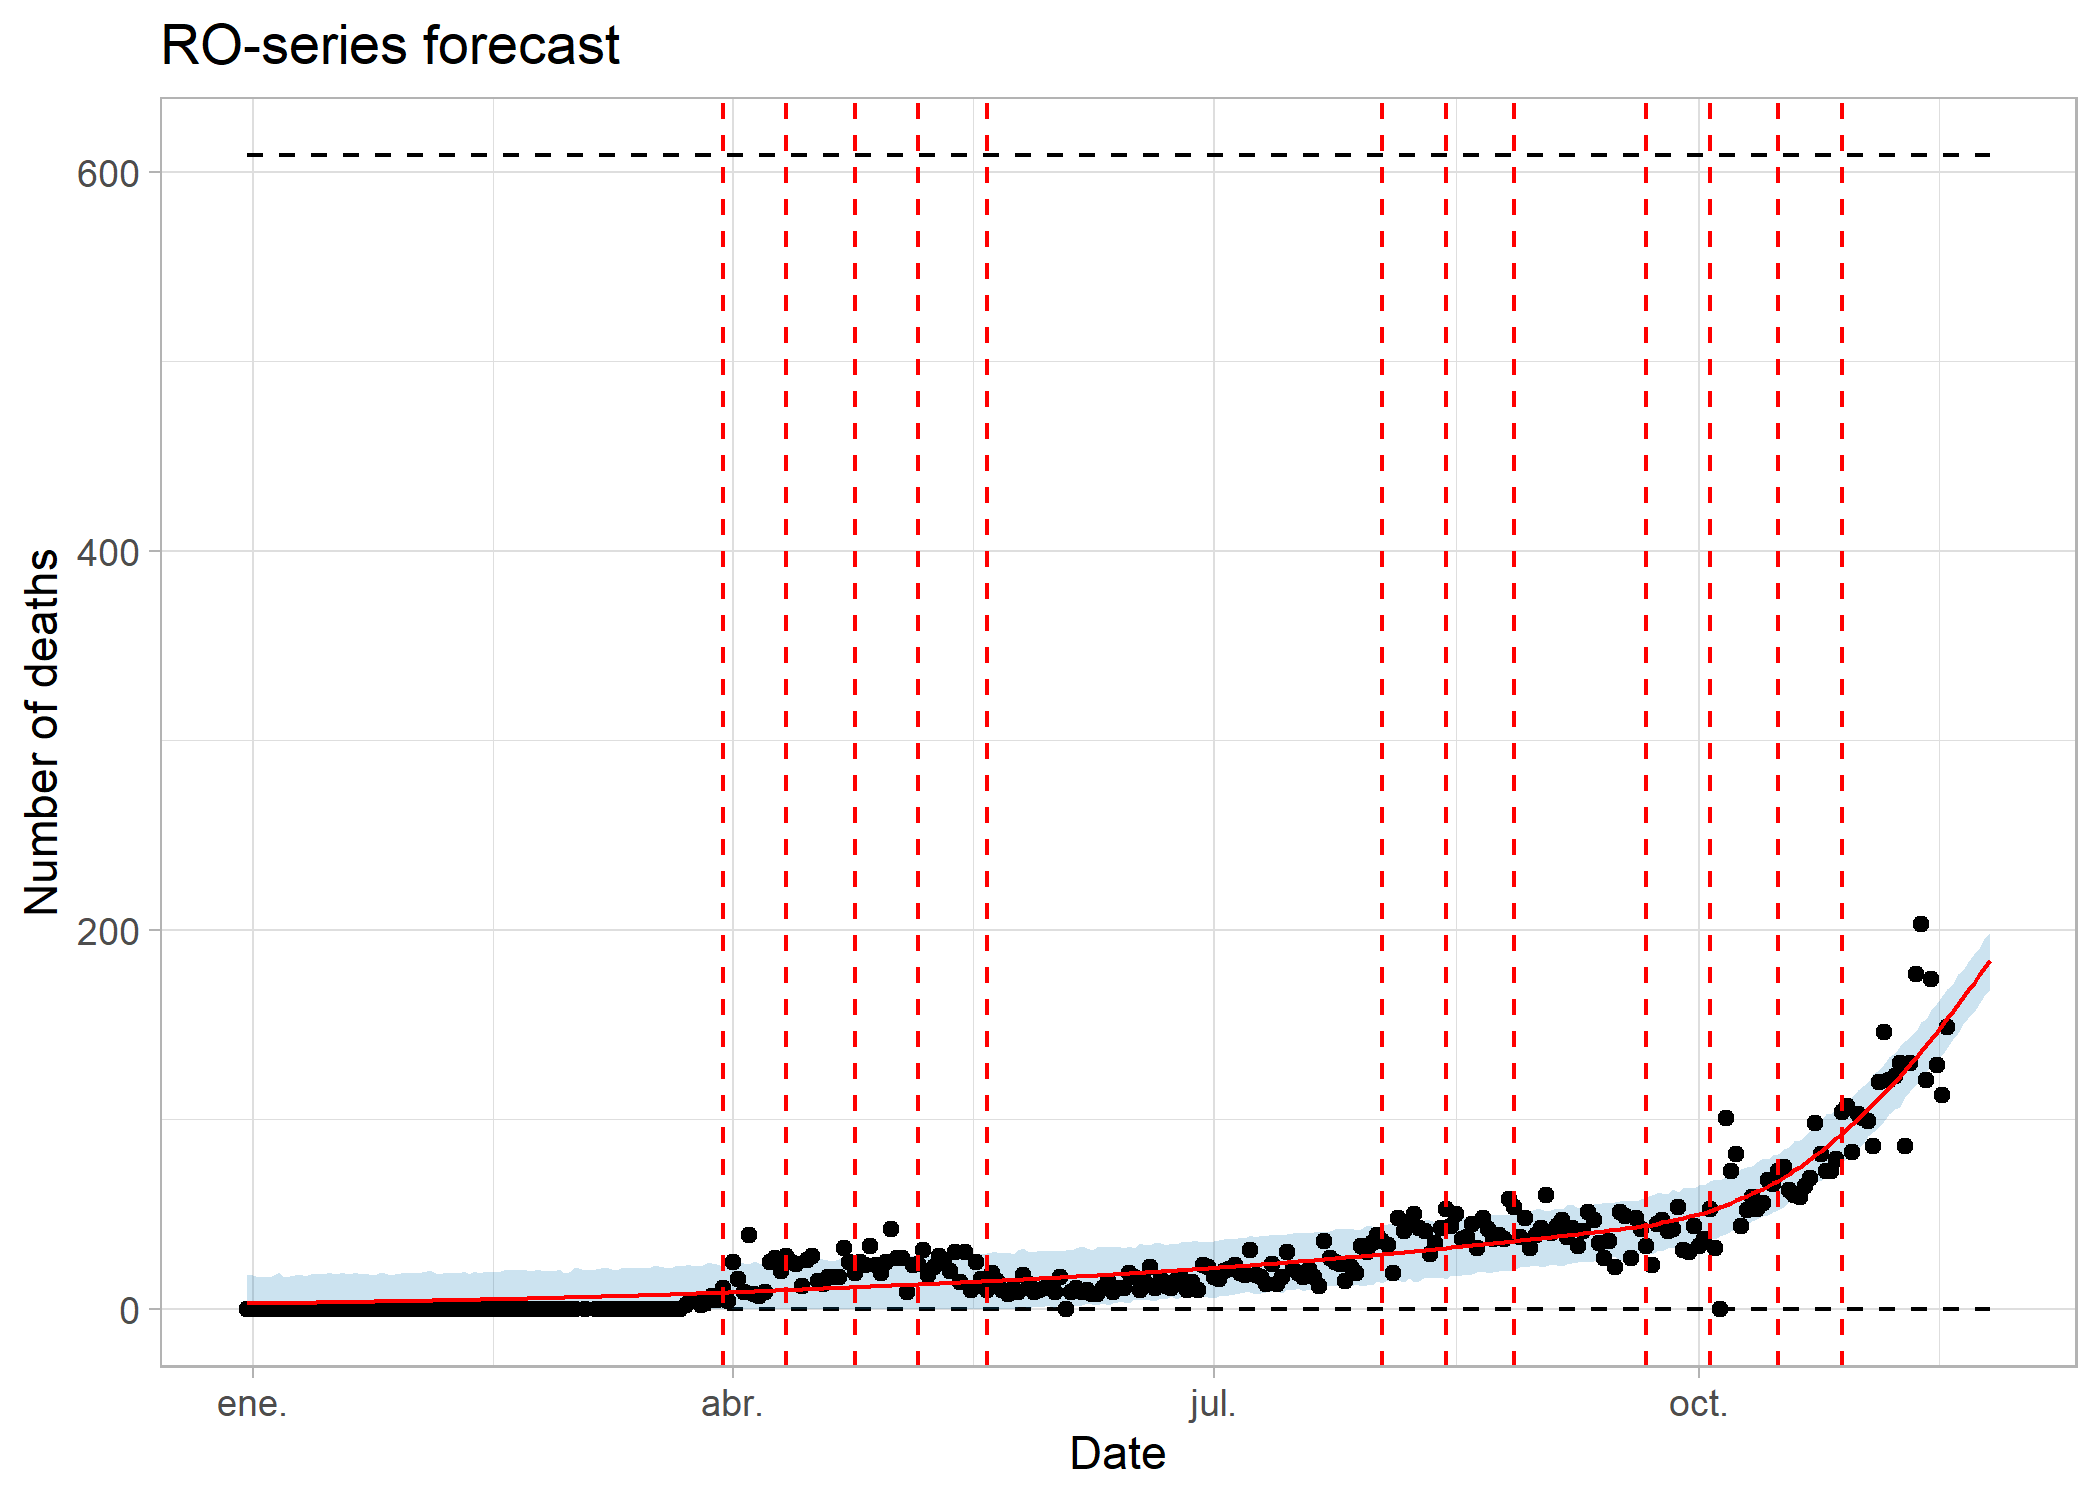 RO-series forecast
600
400
200
0
Number of deaths
ene.
abr.
jul.
oct.
Date